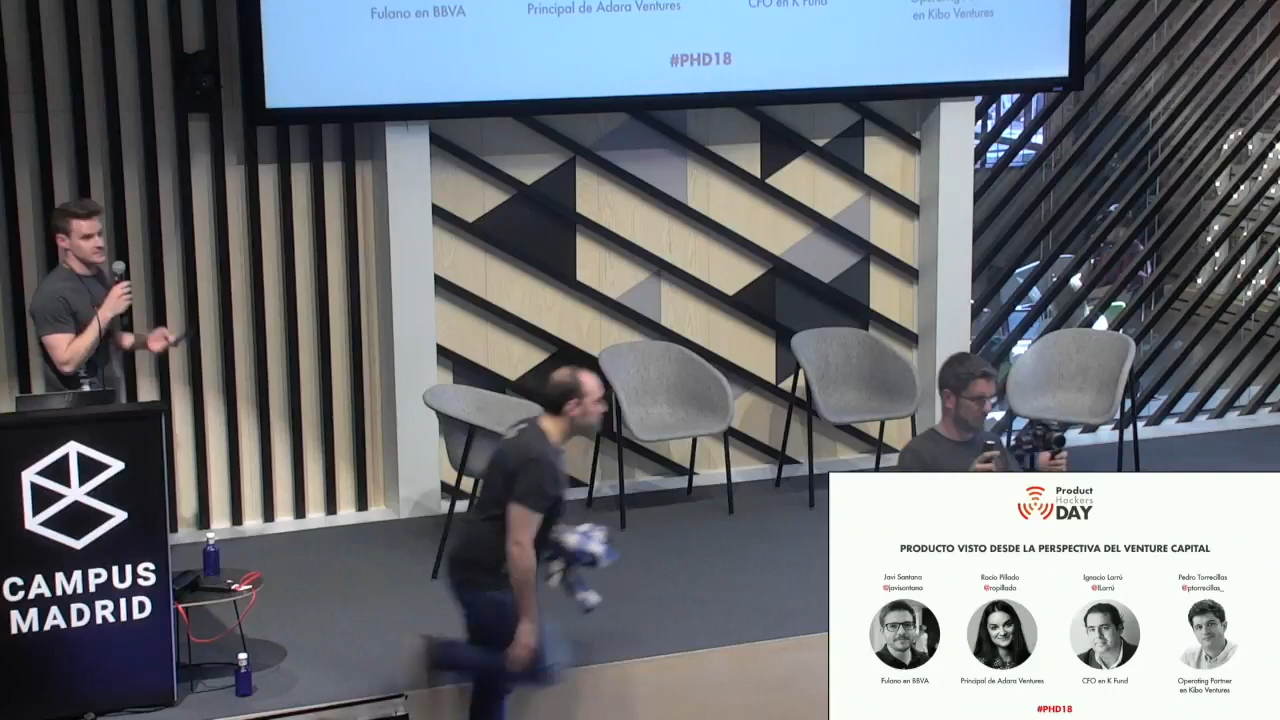 Fulano en BBVA
Principal de Adara Ventures
CFO en K Fund
en Kibo Ventures
#PHD18
CAMPUS
MADRID
Product
Hackers
DAY
PRODUCTO VISTO DESDE LA PERSPECTIVA DEL VENTURE CAPITAL
Javi Santana
@javisantana
Rocío Pillado
@ropillado
Ignacio Larrú
@ILarrú
Pedro Torrecillas
@ptorrecillas_
Fulano en BBVA
Principal de Adara Ventures
CFO en K Fund
Operating Partner
en Kibo Ventures
#PHD18